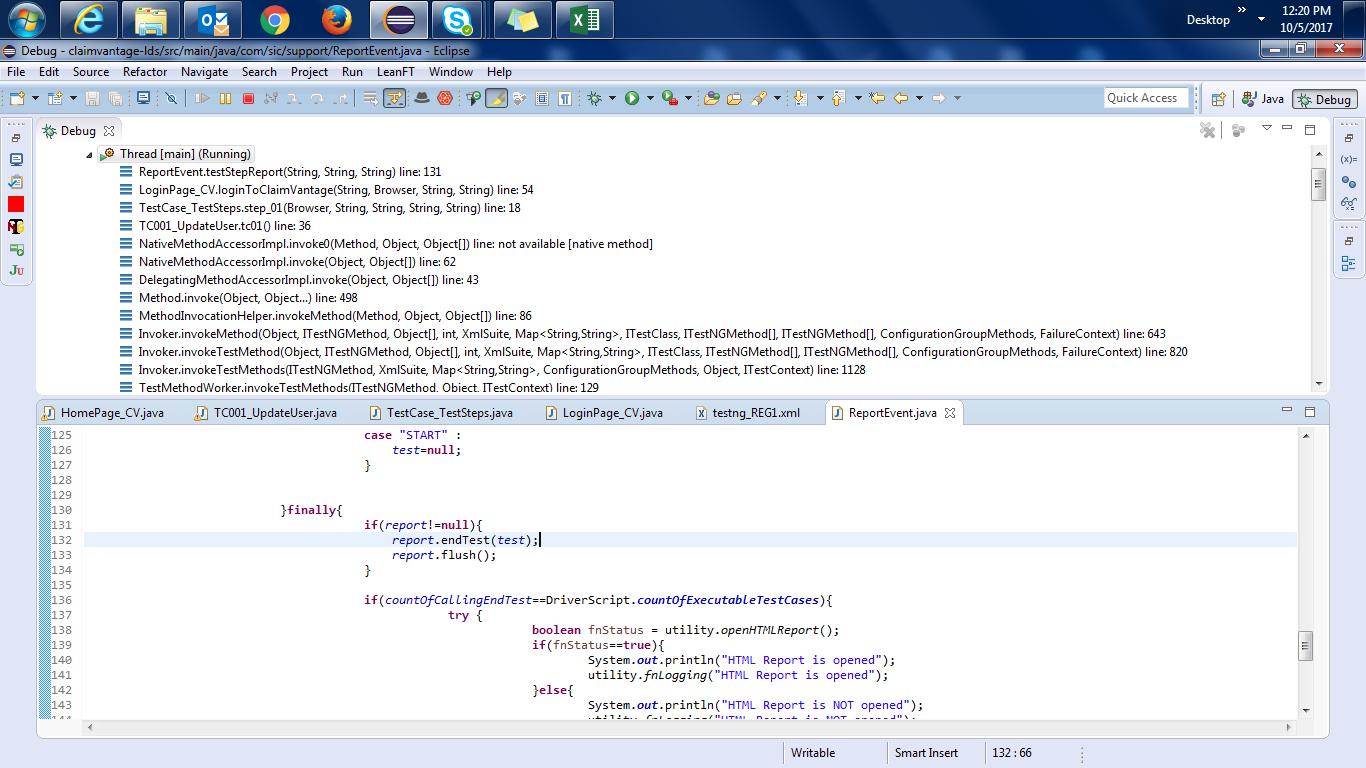 Desktop »
12:20 PM
10/5/2017
Debug - claimvantage-lds/src/main/java/com/sic/support/ReportEvent.java - Eclipse
File Edit Source Refactor Navigate Search Project Run LeanFT Window Help
Quick Access
Java
Debug
Debug
Thread [main] (Running)
ReportEvent.testStepReport(String, String, String) line: 131
LoginPage_CV.loginToClaimVantage(String, Browser, String, String) line: 54
TestCase_TestSteps.step_01(Browser, String, String, String, String) line: 18
TC001_UpdateUser.tc01() line: 36
NativeMethodAccessorImpl.invoke0(Method, Object, Object[]) line: not available [native method]
NativeMethodAccessorImpl.invoke(Object, Object[]) line: 62
DelegatingMethodAccessorImpl.invoke(Object, Object[]) line: 43
Method.invoke(Object, Object...) line: 498
MethodInvocationHelper.invokeMethod(Method, Object, Object[]) line: 86
Invoker.invokeMethod(Object, ITestNGMethod, Object[], int, XmlSuite, Map<String,String>, ITestClass, ITestNGMethod[], ITestNGMethod[], ConfigurationGroupMethods, FailureContext) line: 643
Invoker.invokeTestMethod(Object, ITestNGMethod, Object[], int, XmlSuite, Map<String,String>, ITestClass, ITestNGMethod[], ITestNGMethod[], ConfigurationGroupMethods, FailureContext) line: 820
Invoker.invokeTestMethods(ITestNGMethod, XmlSuite, Map<String,String>, ConfigurationGroupMethods, Object, ITestContext) line: 1128
TestMethodWorker.invokeTestMethods(ITestNGMethod, Object, ITestContext) line: 129
HomePage_CV.java TC001_UpdateUser.java TestCase_TestSteps.java LoginPage_CV.java testng_REG1.xml ReportEvent.java
125 case "START" :
126 test=null;
127 }
128
129
130 }finally{
131 if(report!=null){
132 report.endTest(test);
133 report.flush();
134 }
135
136 if(countOfCallingEndTest==DriverScript.countOfExecutableTestCases){
137 try {
138 boolean fnStatus = utility.openHTMLReport();
139 if(fnStatus==true){
140 System.out.println("HTML Report is opened");
141 utility.fnLogging("HTML Report is opened");
142 }else{
143 System.out.println("HTML Report is NOT opened");
144 utility.fnLogging("HTML Report is NOT opened");
Writable Smart Insert 132 : 66